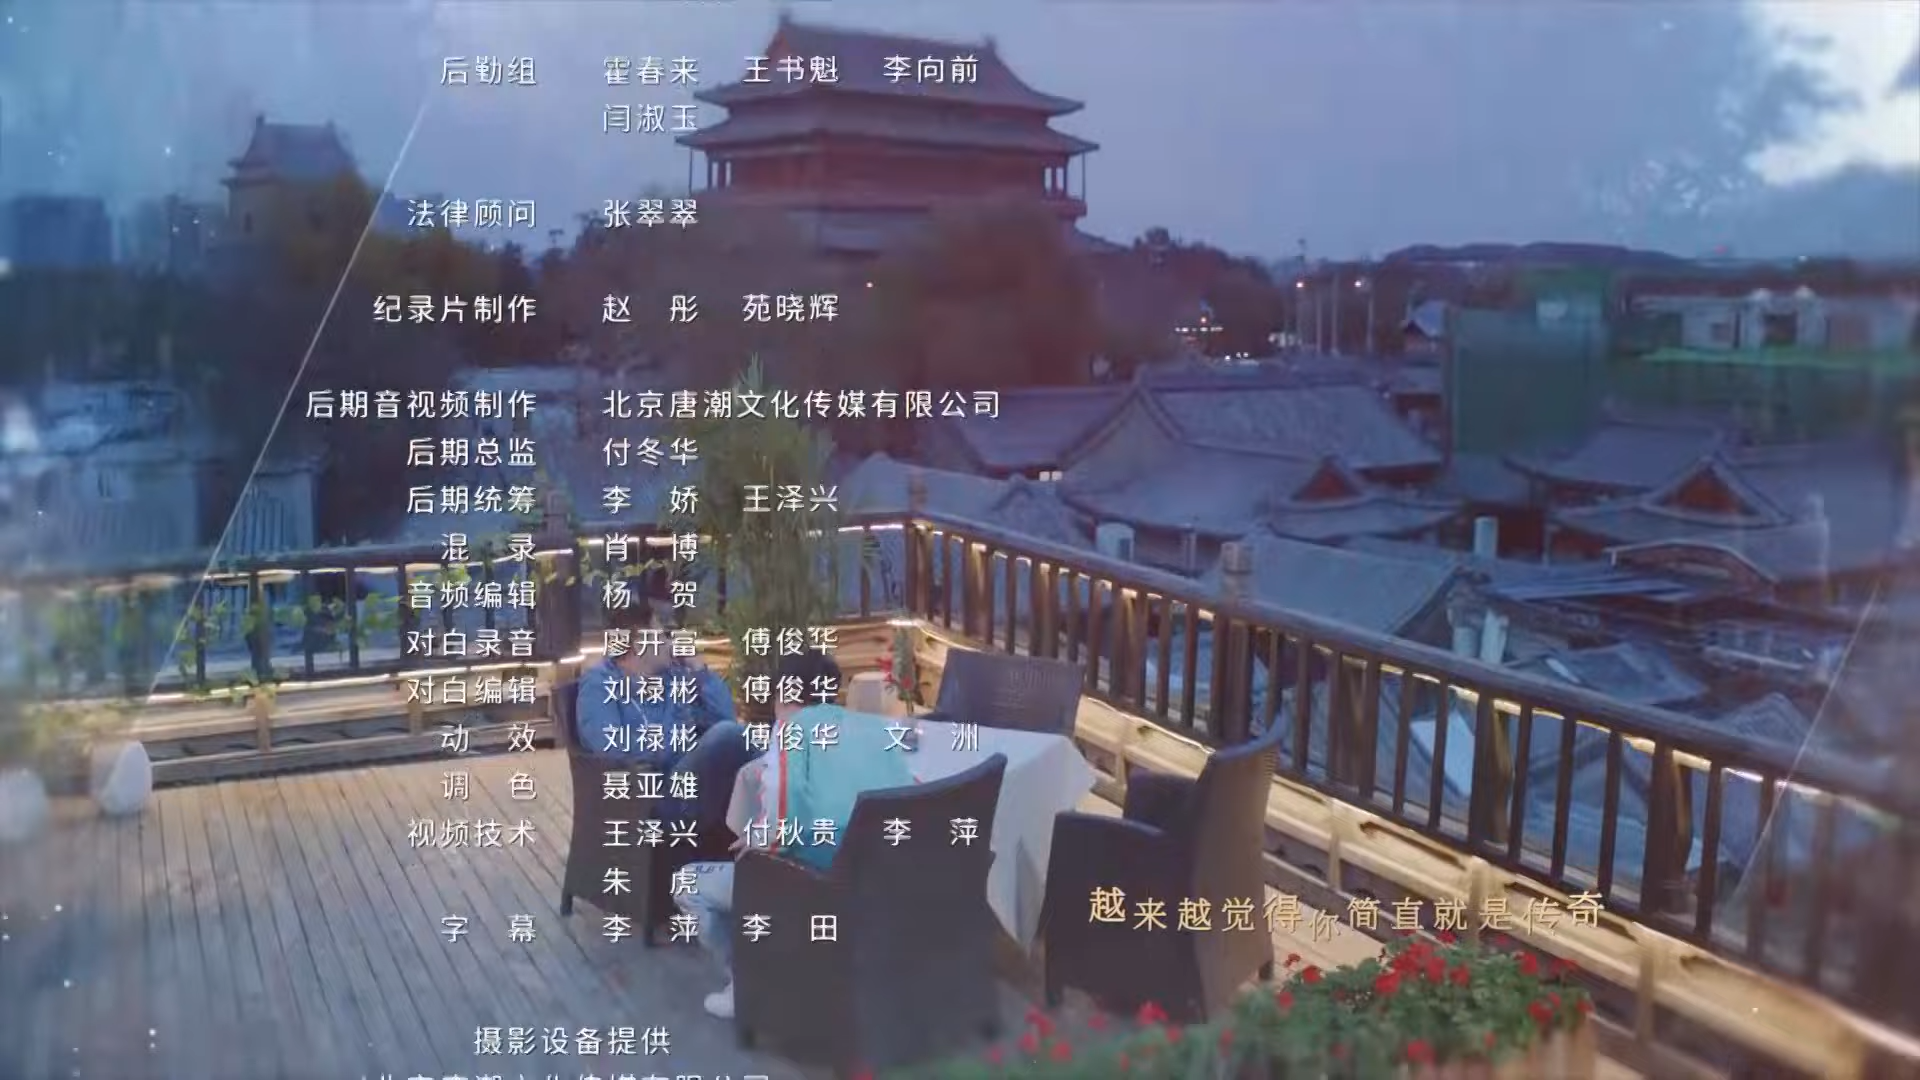 后勤组 霍春来 王书魁 李向前
闫淑玉
法律顾问 张翠翠
纪录片制作 赵 彤 苑晓辉
后期音视频制作 北京唐潮文化传媒有限公司
后期总监 付冬华
后期统筹 李 娇 王泽兴
混 录 肖 博
音频编辑 杨 贺
对白录音 廖开富 傅俊华
对白编辑 刘禄彬 傅俊华
动 效 刘禄彬 傅俊华 文 洲
调 色 聂亚雄
视频技术 王泽兴 付秋贵 李 萍
朱 虎
越来越觉得你简直就是传奇
字 幕 李 萍 李 田
摄影设备提供